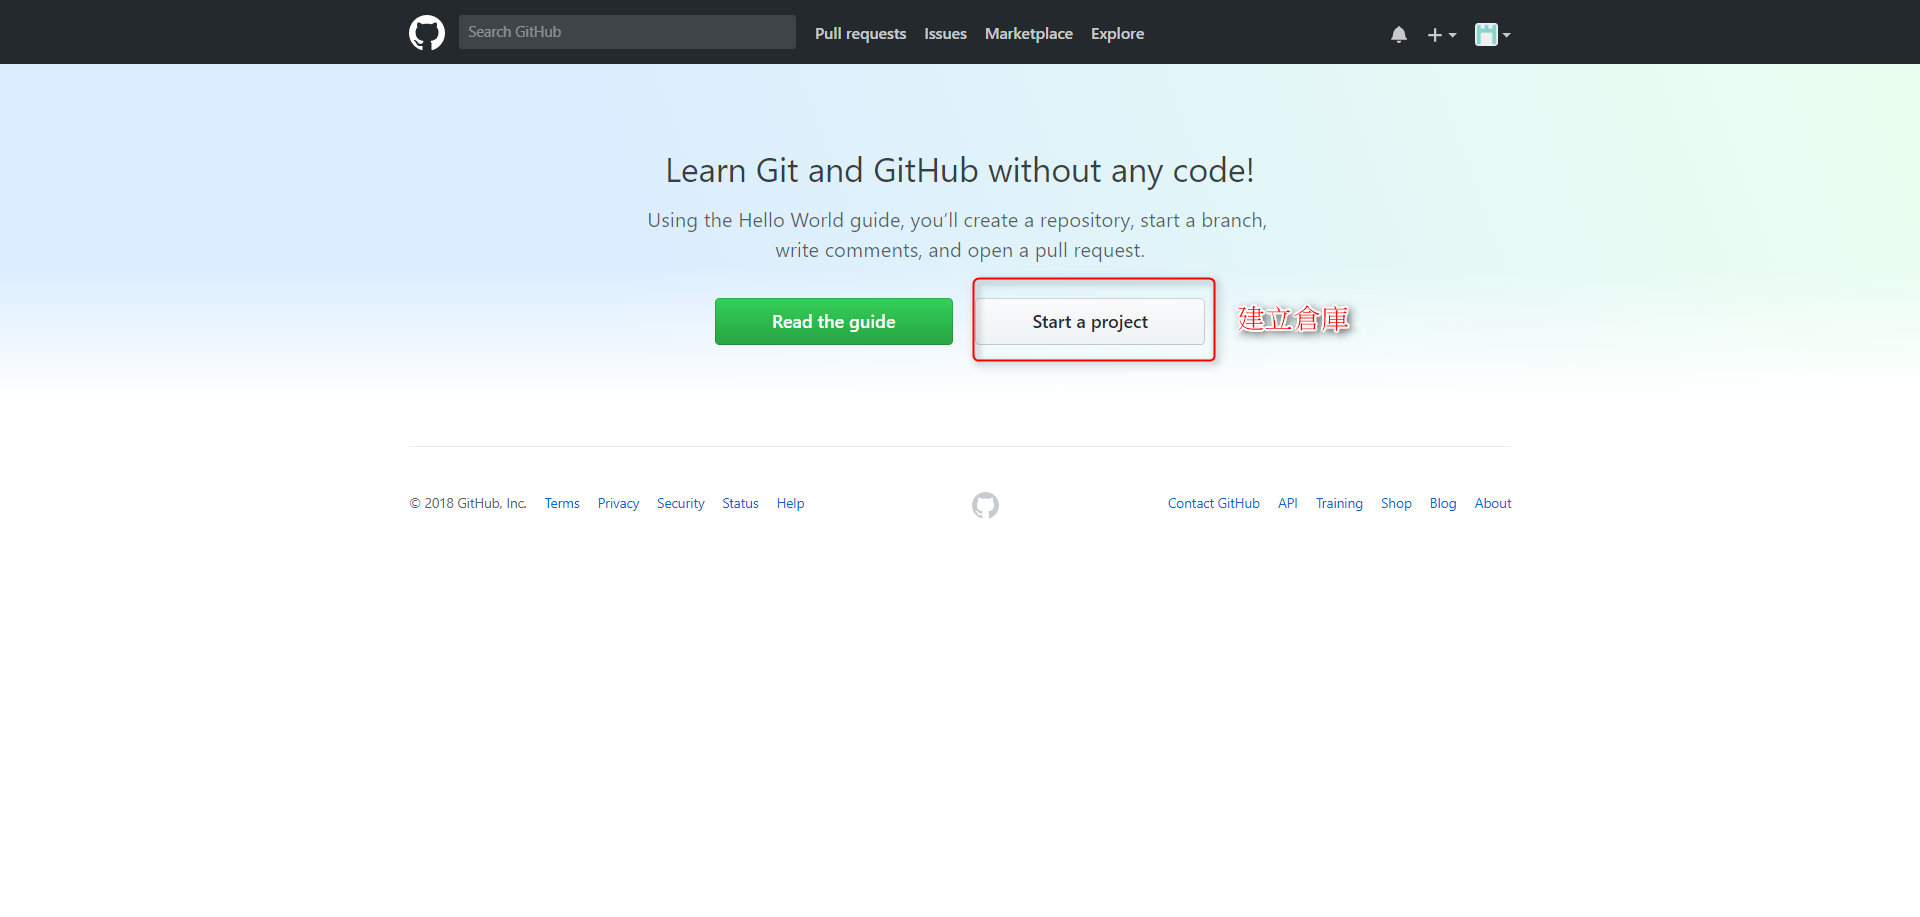 Search GitHub
Pull requests Issues Marketplace Explore
Learn Git and GitHub without any code!
Using the Hello World guide, you’ll create a repository, start a branch,
write comments, and open a pull request.
Read the guide
Start a project
建立倉庫
© 2018 GitHub, Inc. Terms Privacy Security Status Help
Contact GitHub API Training Shop Blog About